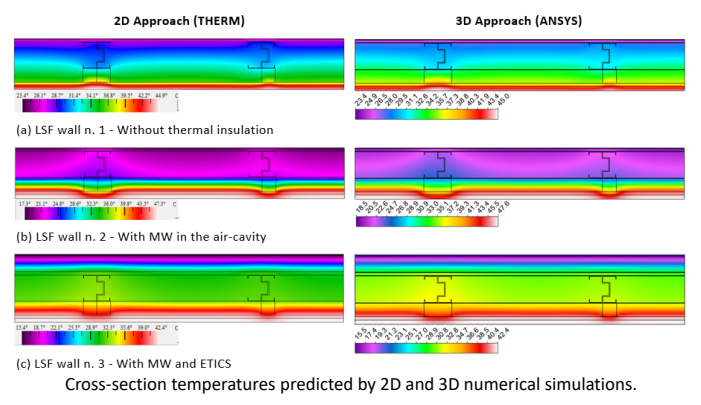 2D Approach (THERM)
3D Approach (ANSYS)
23.4° 26.1° 28.7° 31.4° 34.1° 36.8° 39.5° 42.2° 44.9° C
23.4 24.9 26.5 28.0 29.5 31.1 32.6 34.2 35.7 37.3 38.8 40.3 41.9 43.4 45.0
(a) LSF wall n. 1 - Without thermal insulation
17.3° 21.1° 24.8° 28.6° 32.3° 36.0° 39.8° 43.5° 47.3° C
18.5 20.5 22.6 24.7 26.8 28.9 30.9 33.0 35.1 37.2 39.3 41.3 43.4 45.5 47.6
(b) LSF wall n. 2 - With MW in the air-cavity
15.4° 18.7° 22.1° 25.5° 28.9° 32.3° 35.6° 39.0° 42.4° C
15.5 17.4 19.3 21.2 23.1 25.1 27.0 28.9 30.8 32.8 34.7 36.6 38.5 40.4 42.4
(c) LSF wall n. 3 - With MW and ETICS
Cross-section temperatures predicted by 2D and 3D numerical simulations.